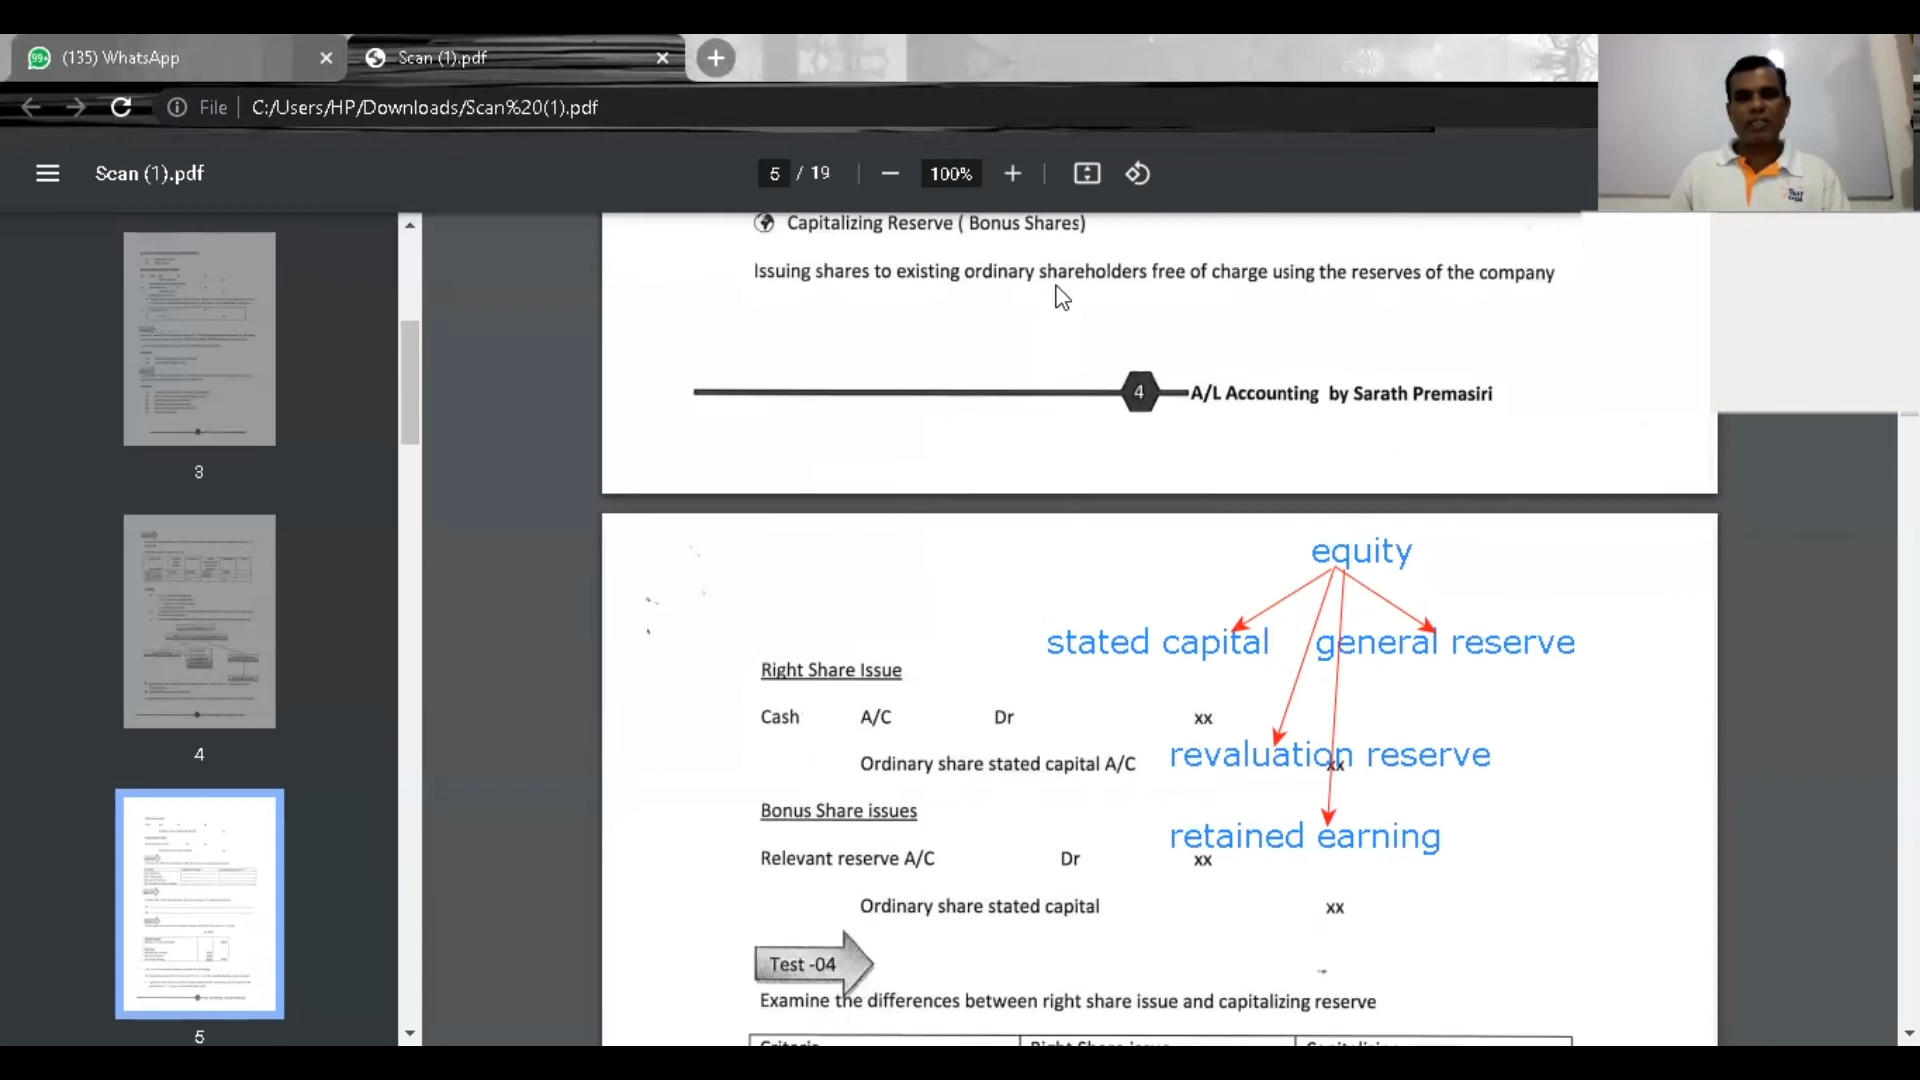 (135) WhatsApp
Scan (1).pdf
File
C:/Users/HP/Downloads/Scan%20(1).pdf
Scan (1).pdf
5 / 19
100%
3
4
5
Capitalizing Reserve ( Bonus Shares)
Issuing shares to existing ordinary shareholders free of charge using the reserves of the company
4
A/L Accounting by Sarath Premasiri
equity
stated capital
general reserve
Right Share Issue
Cash A/C Dr xx
revaluation reserve
Ordinary share stated capital A/C xx
Bonus Share issues
retained earning
Relevant reserve A/C Dr xx
Ordinary share stated capital xx
Test -04
Examine the differences between right share issue and capitalizing reserve